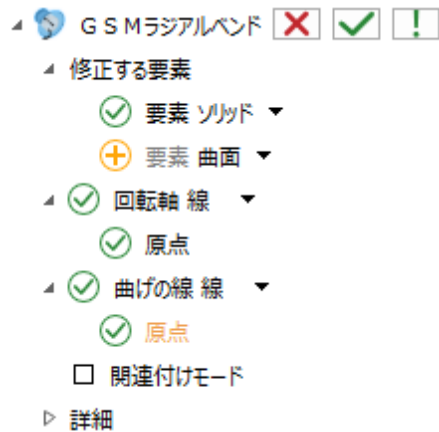 ＧＳＭラジアルベンド
修正する要素
要素 ソリッド
要素 曲面
回転軸 線
原点
曲げの線 線
原点
関連付けモード
詳細